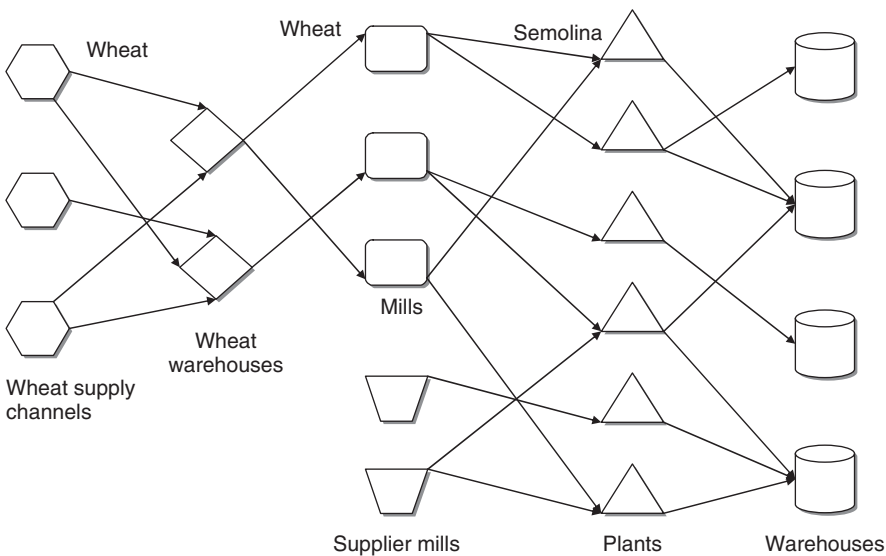 Wheat
Wheat
Semolina
Mills
Wheat
warehouses
Wheat supply
channels
Supplier mills
Plants
Warehouses